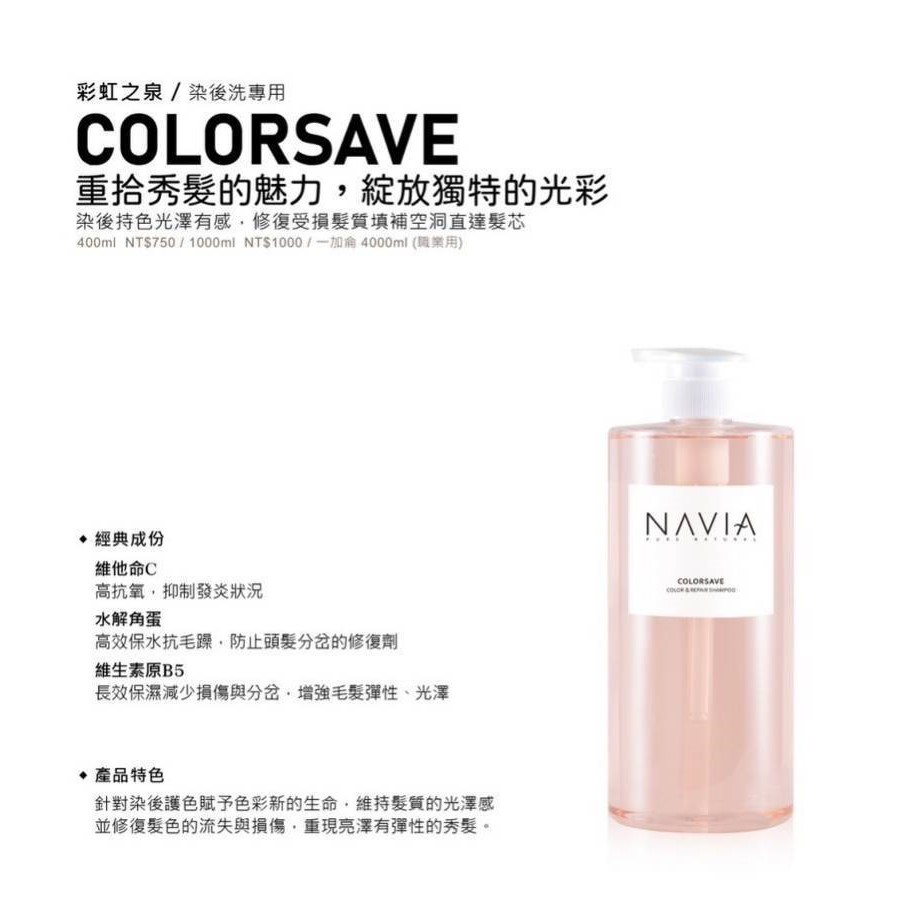 彩虹之泉 / 染後洗專用
COLORSAVE
重拾秀髮的魅力，綻放獨特的光彩
染後持色光澤有感，修復受損髮質填補空洞直達髮芯
400ml NT$750 / 1000ml NT$1000 / 一加侖 4000ml (職業用)
◆ 經典成份
維他命C
高抗氧，抑制發炎狀況
水解角蛋
高效保水抗毛躁，防止頭髮分岔的修復劑
維生素原B5
長效保濕減少損傷與分岔，增強毛髮彈性、光澤
◆ 產品特色
針對染後護色賦予色彩新的生命，維持髮質的光澤感
並修復髮色的流失與損傷，重現亮澤有彈性的秀髮。
NAVIA
PURE NATURAL
COLORSAVE
COLOR & REPAIR SHAMPOO